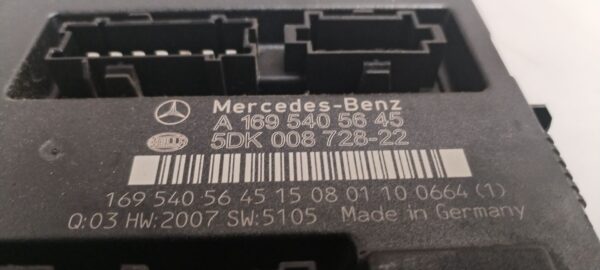 Mercedes-Benz
A 169 540 56 45
HELLA
5DK 008 728-22
169 540 56 45 15 08 01 10 0664 (1)
Q:03 HW:2007 SW:5105 Made in Germany